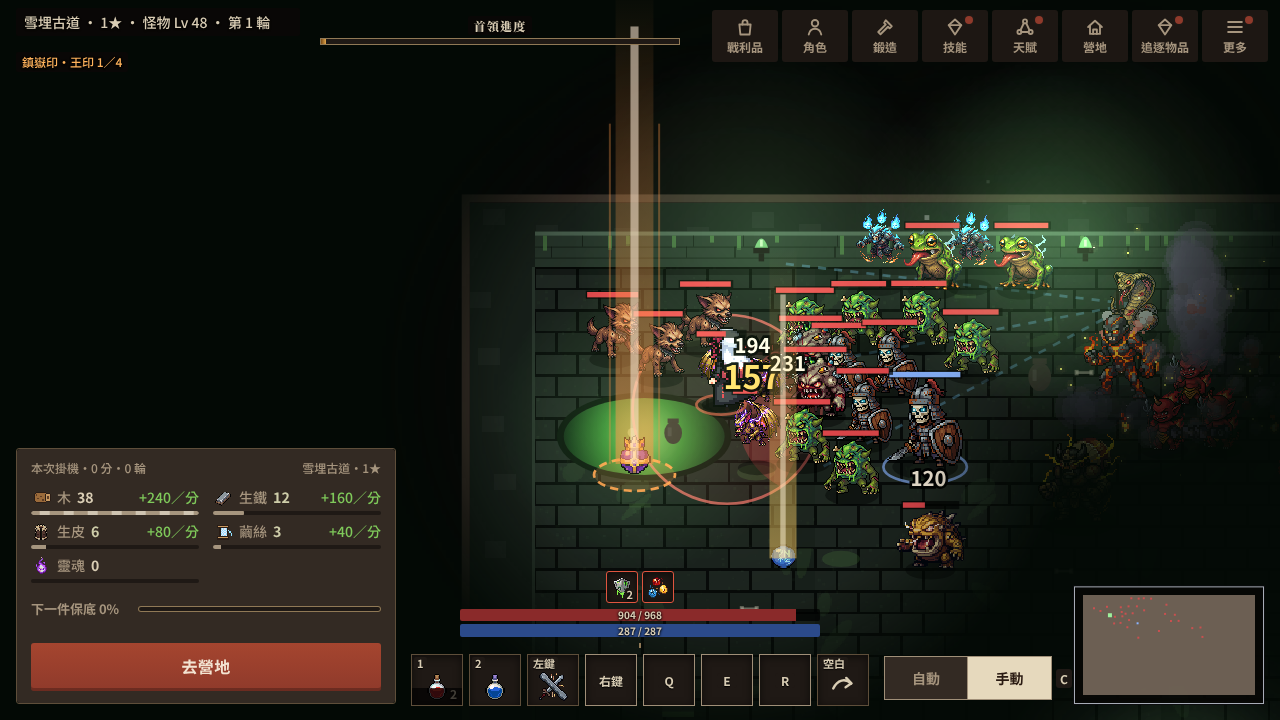 雪埋古道 · 1★ · 怪物 Lv 48 · 第 1 輪
鎮嶽印 · 王印 1／4
首領進度
戰利品
角色
鍛造
技能
天賦
營地
追逐物品
更多
194
231
157
120
本次掛機 · 0 分 · 0 輪
雪埋古道 · 1★
木 38
+240／分
生鐵 12
+160／分
生皮 6
+80／分
繭絲 3
+40／分
靈魂 0
下一件保底 0%
去營地
2
904 / 968
287 / 287
1
2
2
左鍵
右鍵
Q
E
R
空白
自動
手動
C